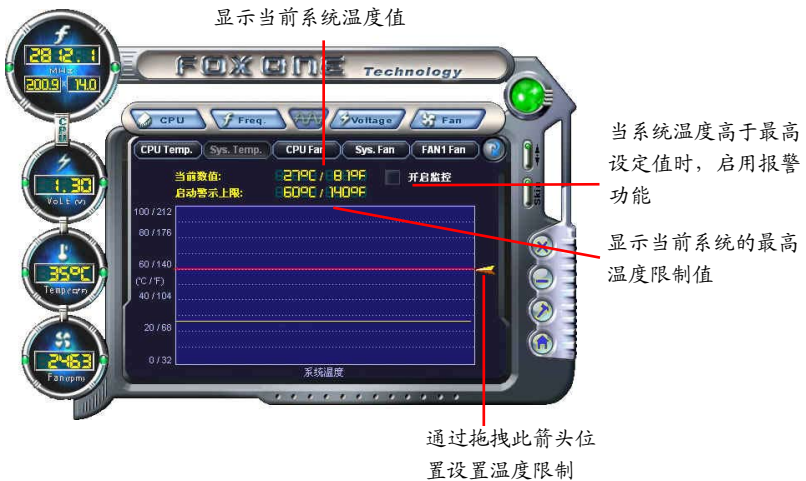 显示当前系统温度值
2812.1
MHz
200.9 x 14.0
FOX ONE Technology
CPU
CPU Freq. Voltage Fan
CPU Temp. Sys. Temp. CPU Fan Sys. Fan FAN1 Fan
当前数值: 27°C / 81°F 开启监控
启动警示上限: 60°C / 140°F
当系统温度高于最高
设定值时，启用报警
功能
1.30
Volt (v)
Ski
100 / 212
80 / 176
60 / 140
(°C / °F)
40 / 104
20 / 68
0 / 32
系统温度
显示当前系统的最高
温度限制值
35°C
2463
Fan(rpm)
通过拖拽此箭头位
置设置温度限制